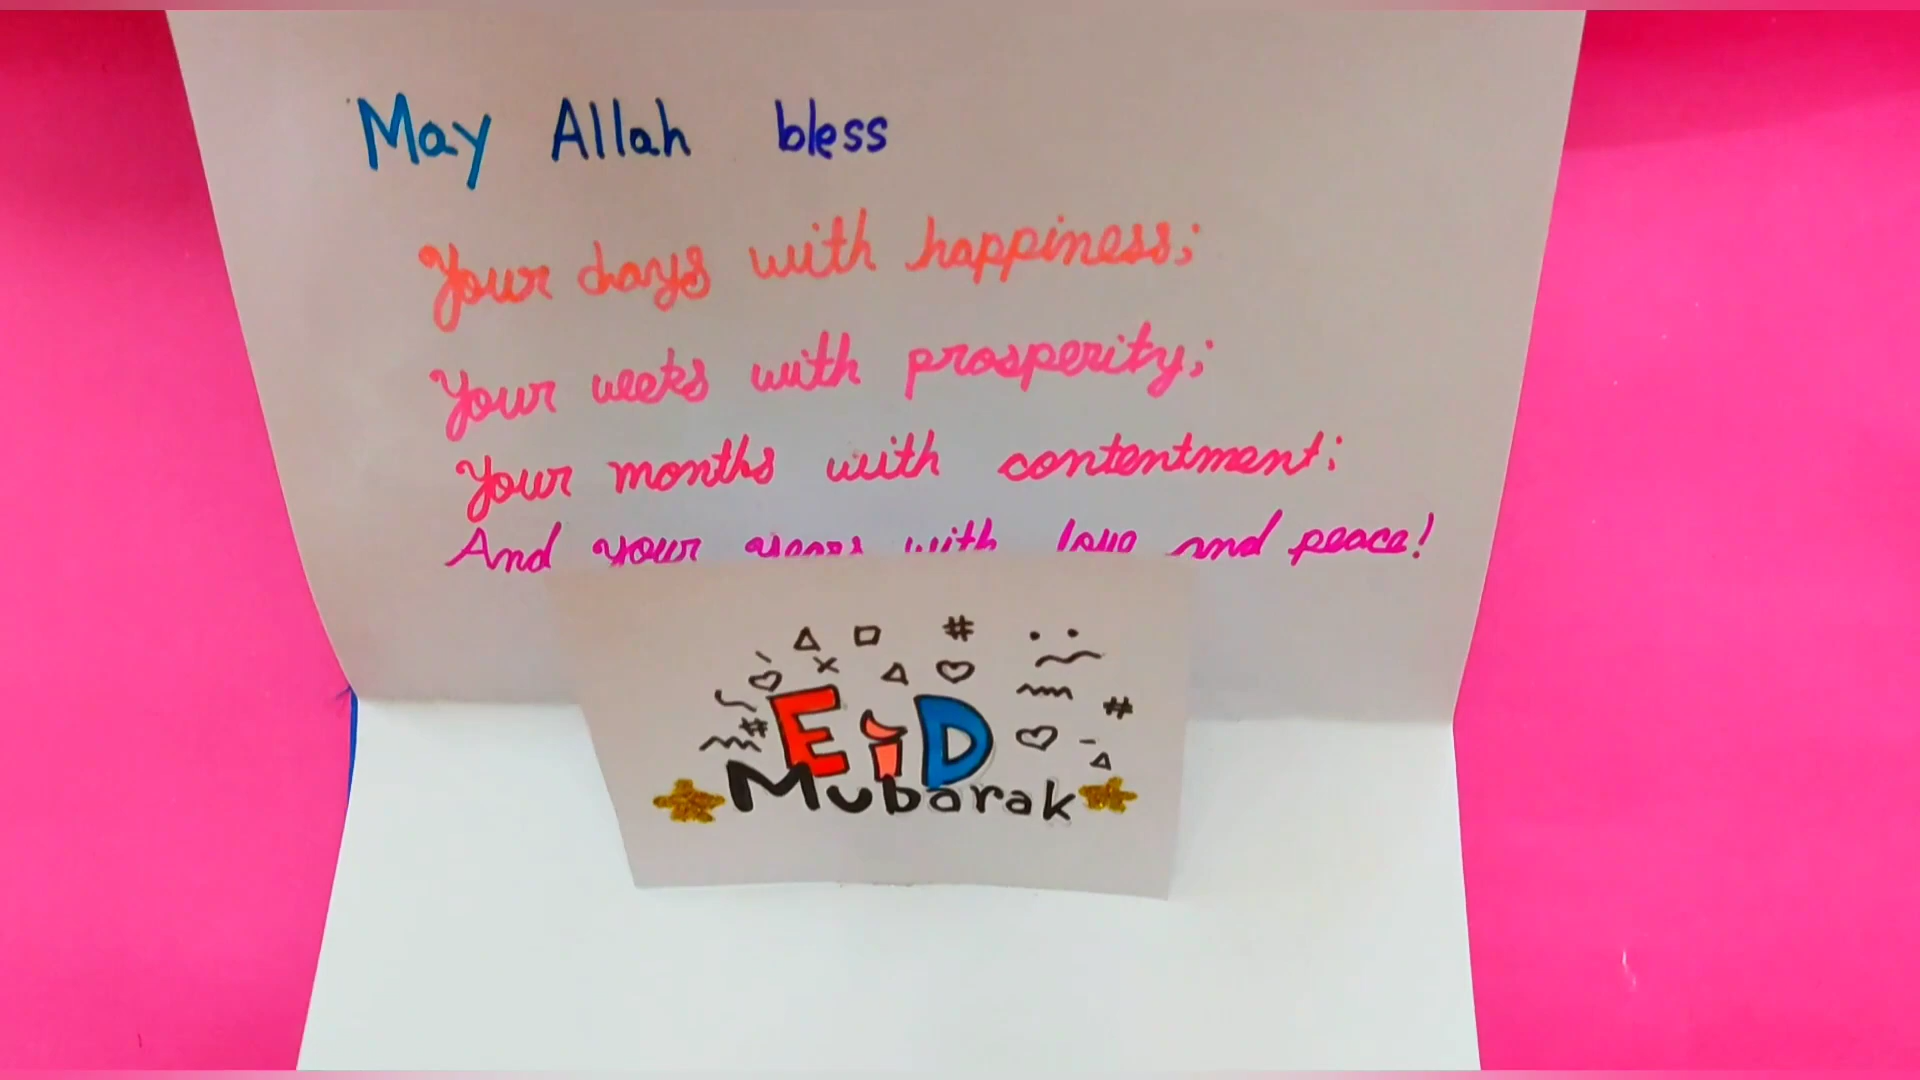 May Allah bless
Your days with happiness;
Your weeks with prosperity;
Your months with contentment;
And your years with love and peace!
EiD
Mubarak